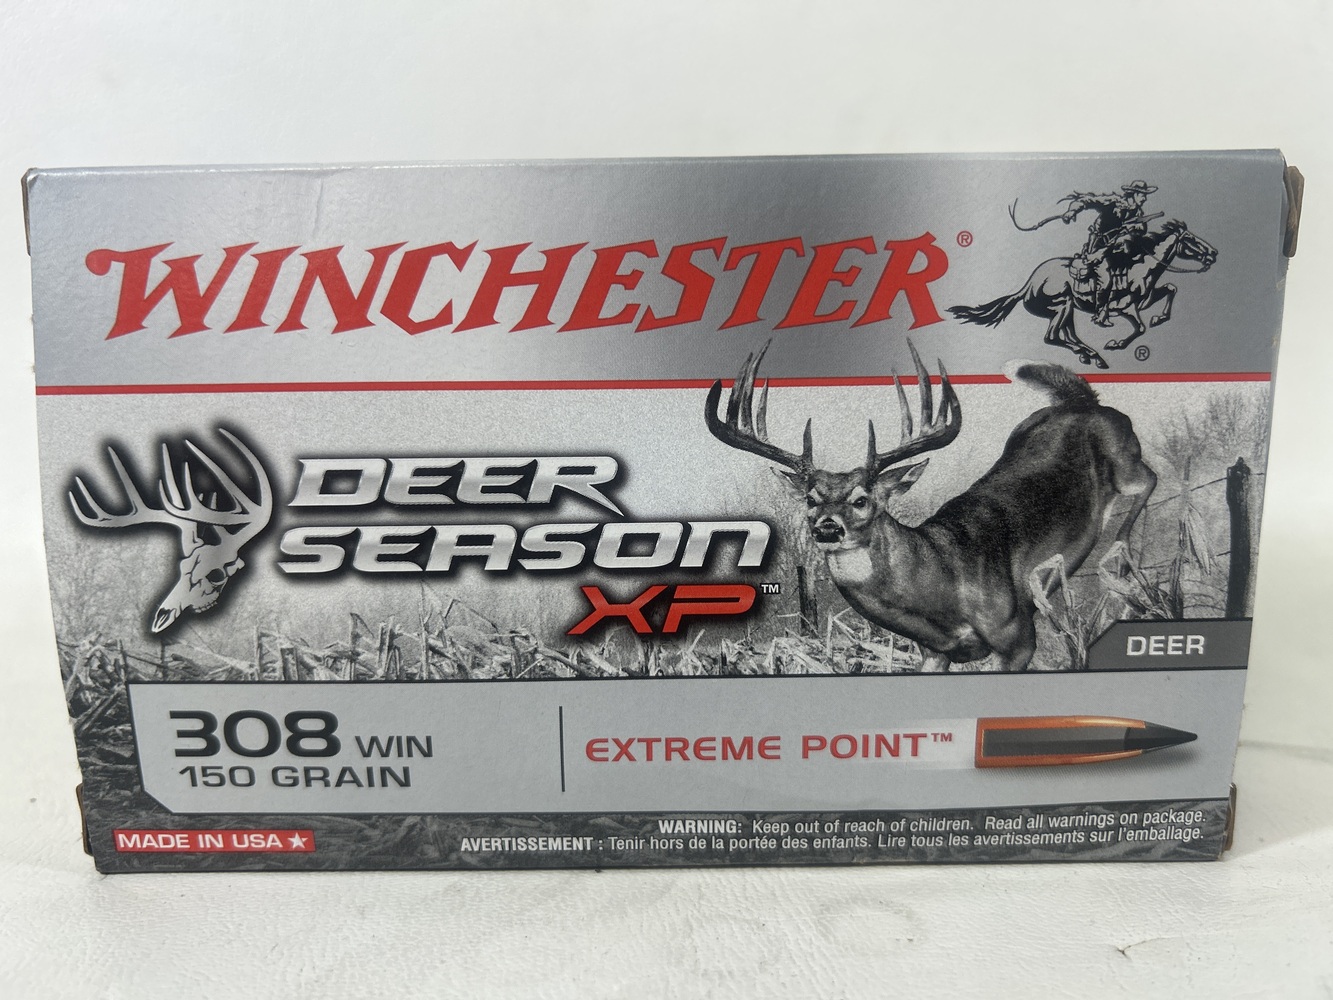 WINCHESTER®
®
DEER
SEASON
XP™
DEER
308 WIN
150 GRAIN
EXTREME POINT™
MADE IN USA ★
WARNING: Keep out of reach of children. Read all warnings on package.
AVERTISSEMENT : Tenir hors de la portée des enfants. Lire tous les avertissements sur l'emballage.